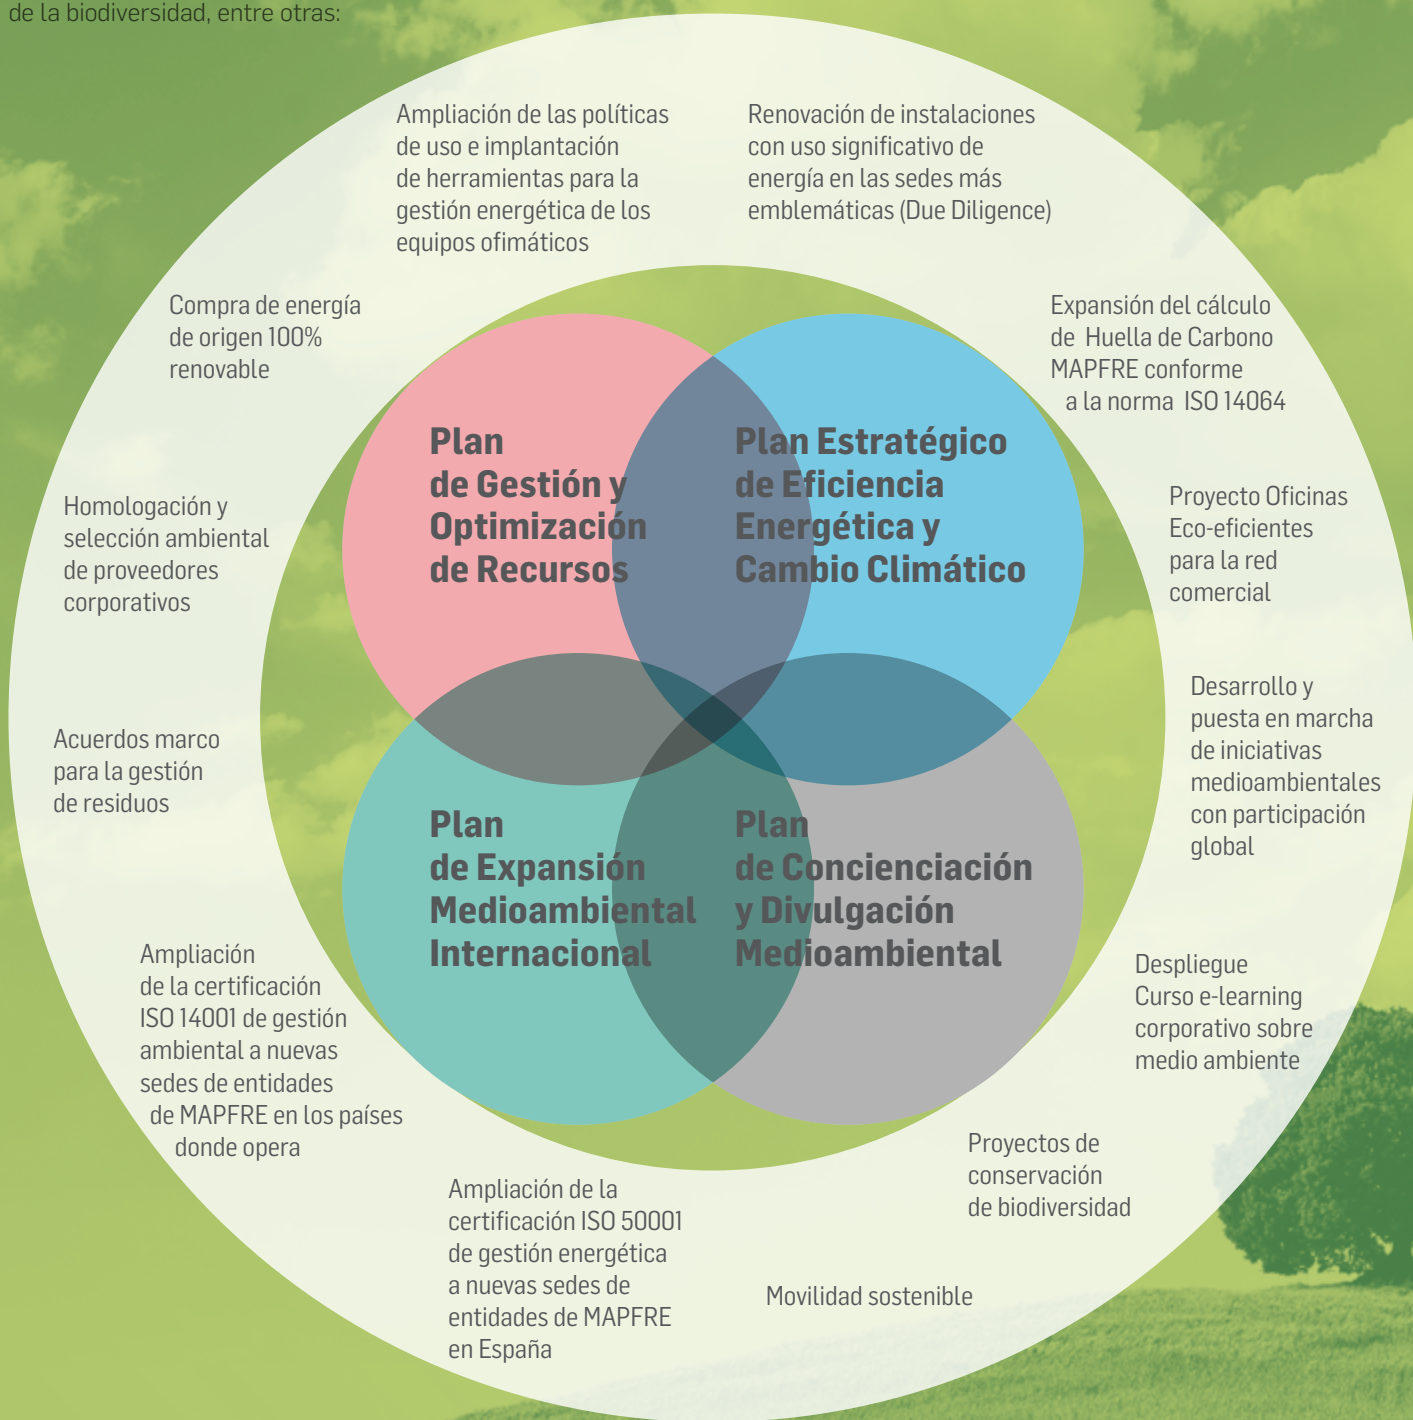 de la biodiversidad, entre otras:
Ampliación de las políticas
de uso e implantación
de herramientas para la
gestión energética de los
equipos ofimáticos
Renovación de instalaciones
con uso significativo de
energía en las sedes más
emblemáticas (Due Diligence)
Compra de energía
de origen 100%
renovable
Expansión del cálculo
de Huella de Carbono
MAPFRE conforme
a la norma ISO 14064
Plan
de Gestión y
Optimización
de Recursos
Plan Estratégico
de Eficiencia
Energética y
Cambio Climático
Homologación y
selección ambiental
de proveedores
corporativos
Proyecto Oficinas
Eco-eficientes
para la red
comercial
Acuerdos marco
para la gestión
de residuos
Desarrollo y
puesta en marcha
de iniciativas
medioambientales
con participación
global
Plan
de Expansión
Medioambiental
Internacional
Plan
de Concienciación
y Divulgación
Medioambiental
Ampliación
de la certificación
ISO 14001 de gestión
ambiental a nuevas
sedes de entidades
de MAPFRE en los países
donde opera
Despliegue
Curso e-learning
corporativo sobre
medio ambiente
Proyectos de
conservación
de biodiversidad
Ampliación de la
certificación ISO 50001
de gestión energética
a nuevas sedes de
entidades de MAPFRE
en España
Movilidad sostenible